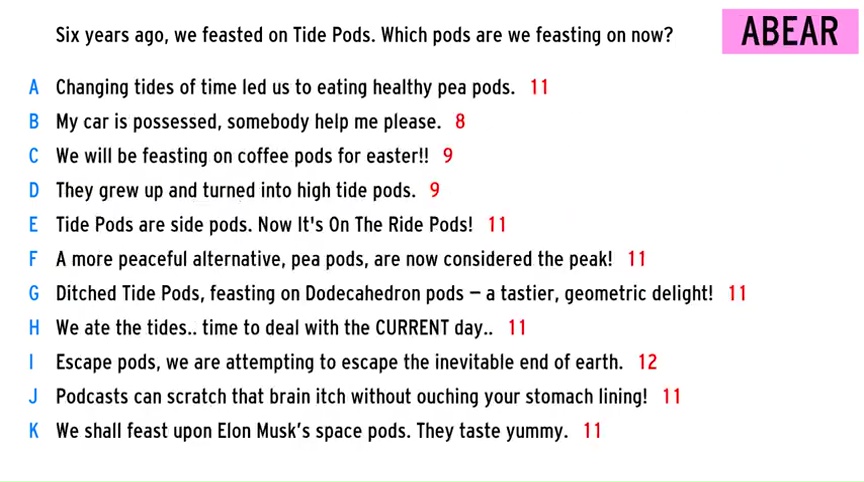 Six years ago, we feasted on Tide Pods. Which pods are we feasting on now?
ABEAR
A Changing tides of time led us to eating healthy pea pods. 11
B My car is possessed, somebody help me please. 8
C We will be feasting on coffee pods for easter!! 9
D They grew up and turned into high tide pods. 9
E Tide Pods are side pods. Now It's On The Ride Pods! 11
F A more peaceful alternative, pea pods, are now considered the peak! 11
G Ditched Tide Pods, feasting on Dodecahedron pods – a tastier, geometric delight! 11
H We ate the tides.. time to deal with the CURRENT day.. 11
I Escape pods, we are attempting to escape the inevitable end of earth. 12
J Podcasts can scratch that brain itch without ouching your stomach lining! 11
K We shall feast upon Elon Musk’s space pods. They taste yummy. 11